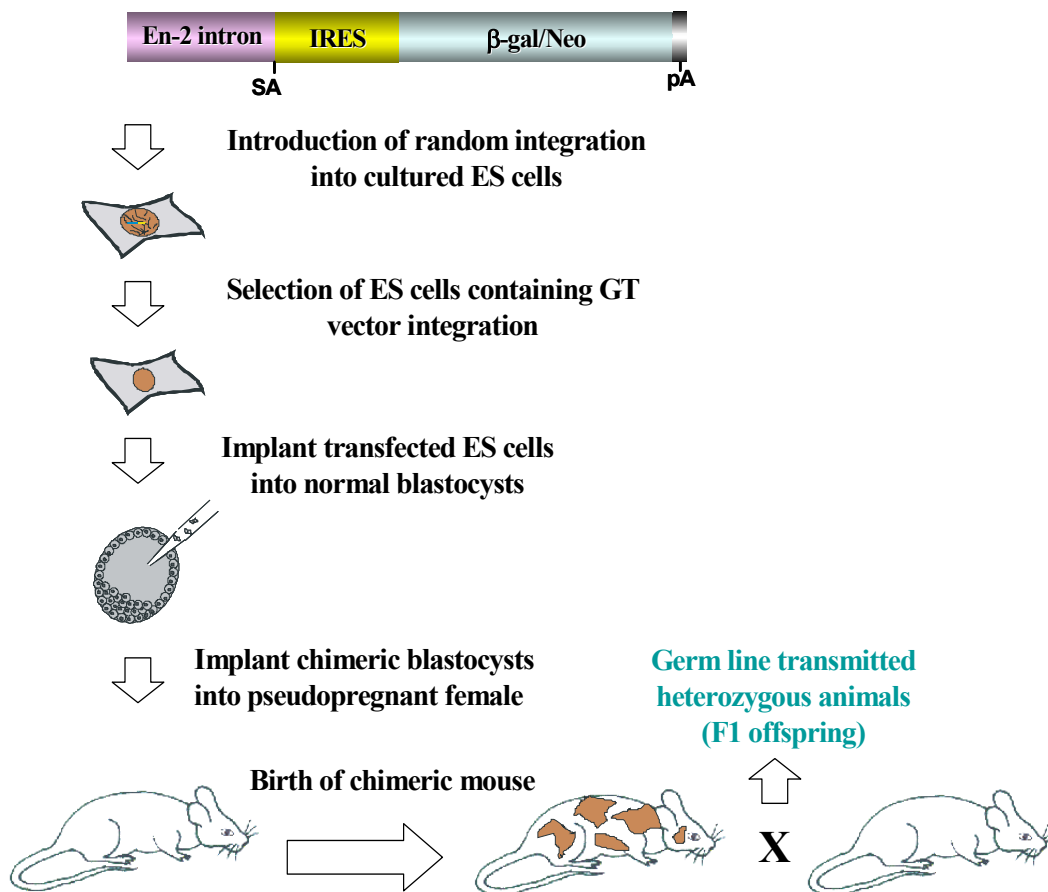 En-2 intron IRES β-gal/Neo
SA pA
Introduction of random integration
into cultured ES cells
Selection of ES cells containing GT
vector integration
Implant transfected ES cells
into normal blastocysts
Implant chimeric blastocysts
into pseudopregnant female
Germ line transmitted
heterozygous animals
(F1 offspring)
Birth of chimeric mouse
X